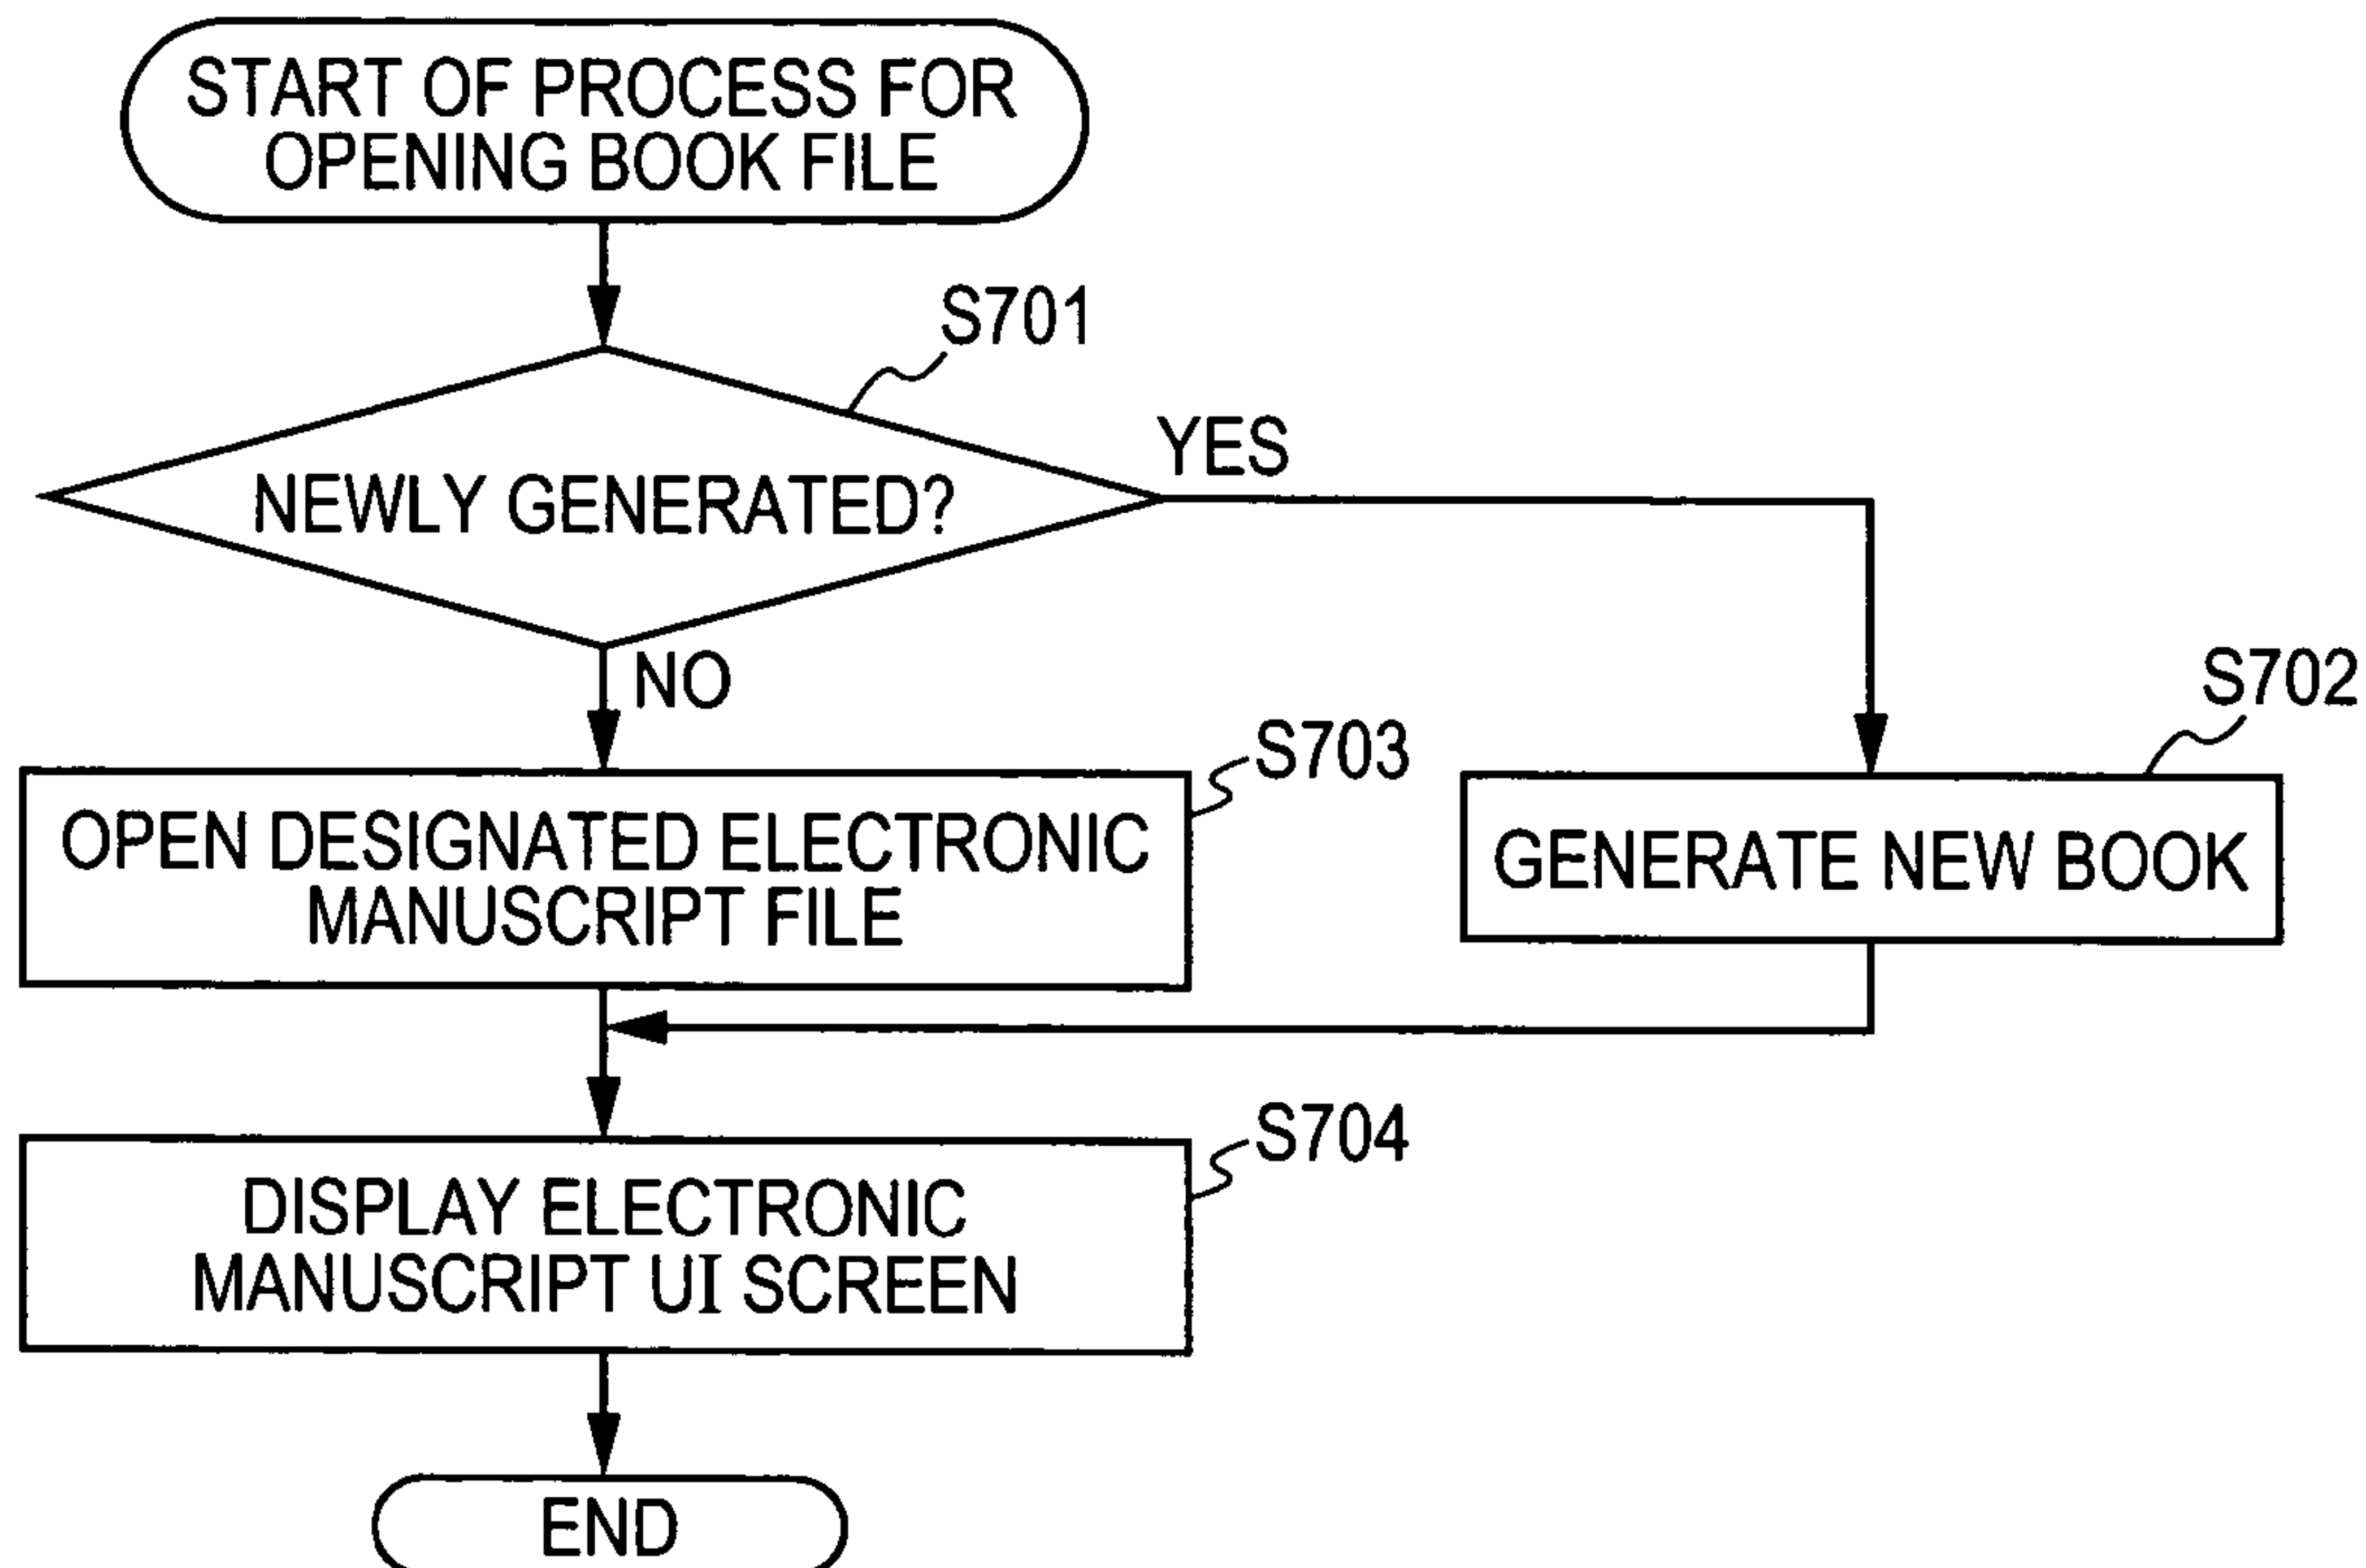 START OF PROCESS FOR
OPENING BOOK FILE
S701
NEWLY GENERATED?
YES
NO
S702
S703
OPEN DESIGNATED ELECTRONIC
MANUSCRIPT FILE
GENERATE NEW BOOK
S704
DISPLAY ELECTRONIC
MANUSCRIPT UI SCREEN
END